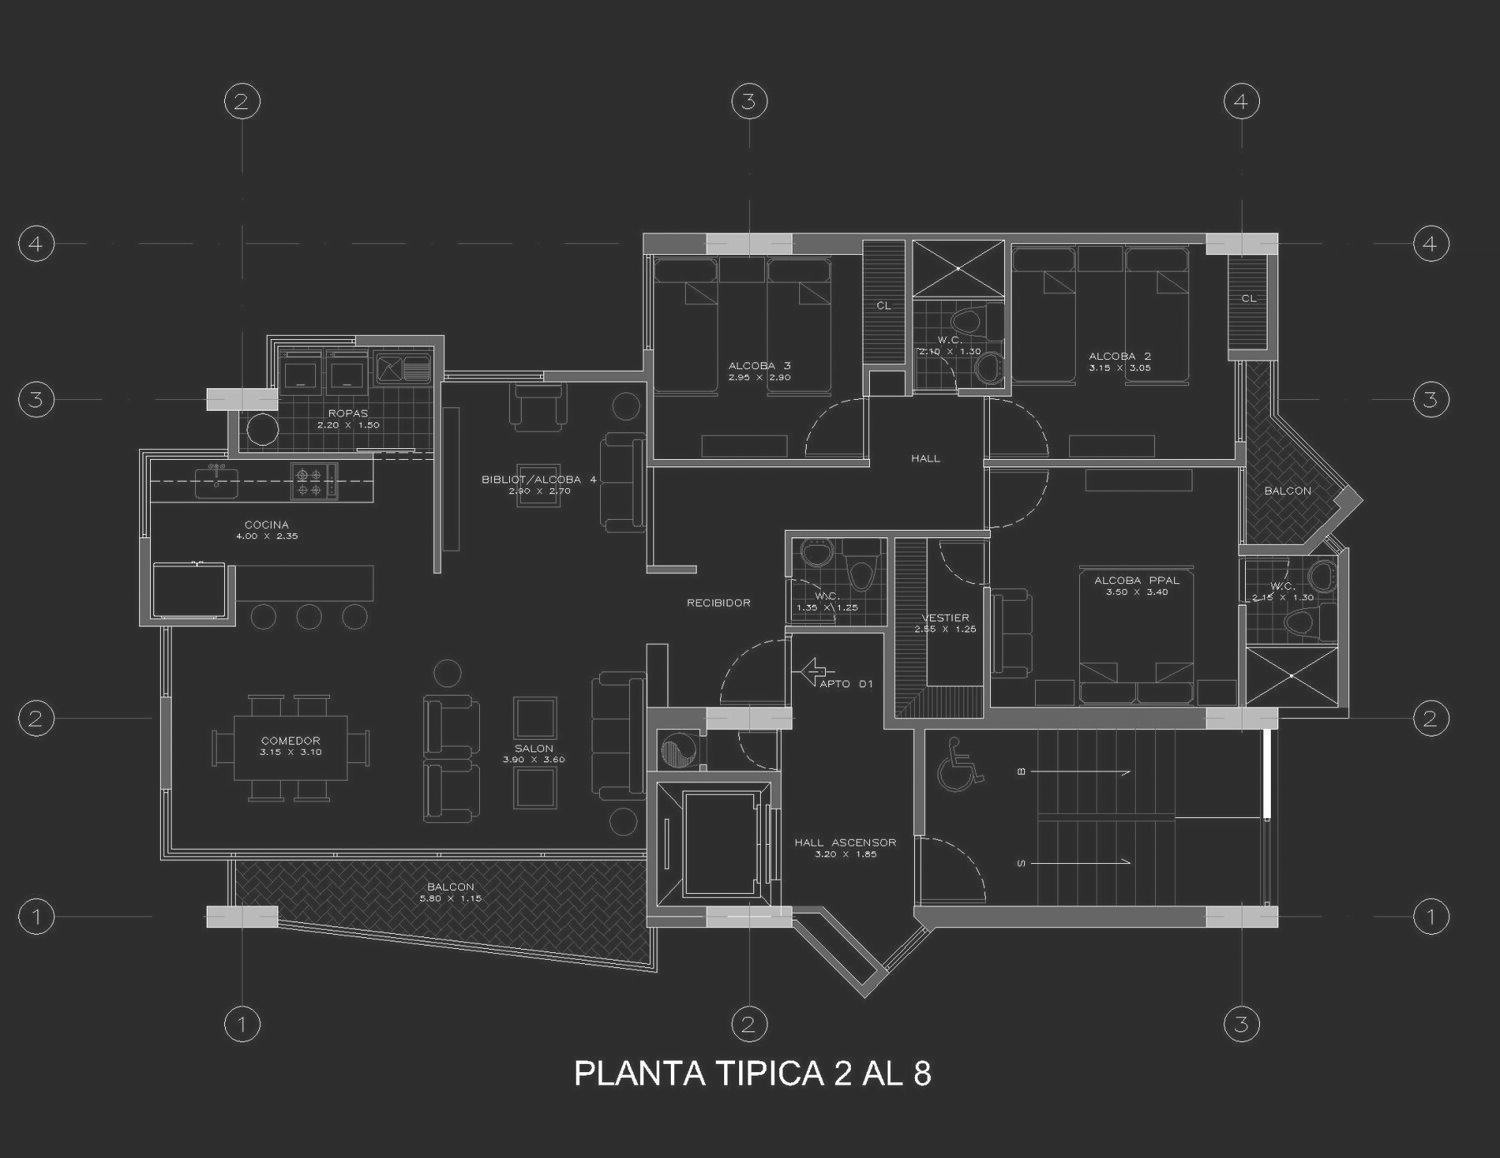 2
3
4
4
4
CL
CL
W.C.
2.10 X 1.30
ALCOBA 3
2.95 X 2.90
ALCOBA 2
3.15 X 3.05
3
3
ROPAS
2.20 X 1.50
HALL
BIBLIOT/ALCOBA 4
2.90 X 2.70
BALCON
COCINA
4.00 X 2.35
ALCOBA PPAL
3.50 X 3.40
W.C.
2.15 X 1.30
W.C.
1.35 X 1.25
RECIBIDOR
VESTIER
2.55 X 1.25
APTO D1
2
2
COMEDOR
3.15 X 3.10
SALON
3.90 X 3.60
B
HALL ASCENSOR
3.20 X 1.85
S
BALCON
5.80 X 1.15
1
1
1
2
3
PLANTA TIPICA 2 AL 8